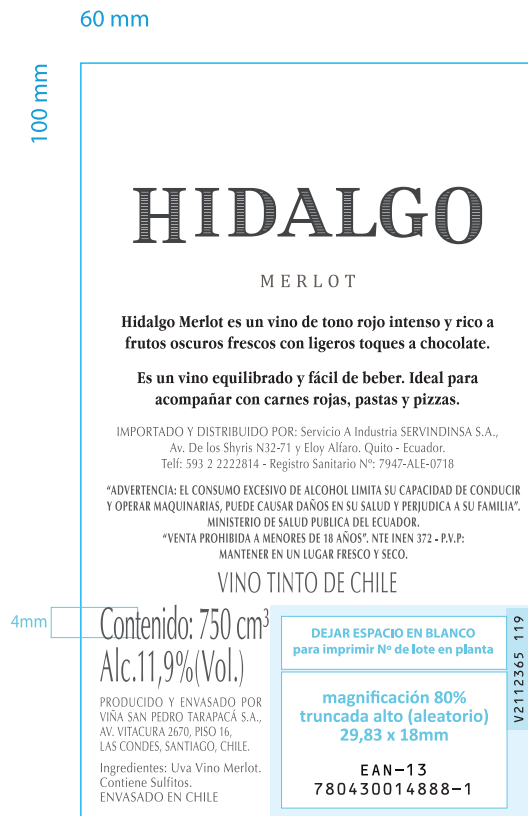 60 mm
100 mm
HIDALGO
MERLOT
Hidalgo Merlot es un vino de tono rojo intenso y rico a
frutos oscuros frescos con ligeros toques a chocolate.
Es un vino equilibrado y fácil de beber. Ideal para
acompañar con carnes rojas, pastas y pizzas.
IMPORTADO Y DISTRIBUIDO POR: Servicio A Industria SERVINDINSA S.A.,
Av. De los Shyris N32-71 y Eloy Alfaro. Quito - Ecuador.
Telf: 593 2 2222814 - Registro Sanitario Nº: 7947-ALE-0718
“ADVERTENCIA: EL CONSUMO EXCESIVO DE ALCOHOL LIMITA SU CAPACIDAD DE CONDUCIR
Y OPERAR MAQUINARIAS, PUEDE CAUSAR DAÑOS EN SU SALUD Y PERJUDICA A SU FAMILIA”.
MINISTERIO DE SALUD PUBLICA DEL ECUADOR.
“VENTA PROHIBIDA A MENORES DE 18 AÑOS”. NTE INEN 372 - P.V.P:
MANTENER EN UN LUGAR FRESCO Y SECO.
VINO TINTO DE CHILE
4mm
Contenido: 750 cm³
Alc.11,9%(Vol.)
PRODUCIDO Y ENVASADO POR
VIÑA SAN PEDRO TARAPACÁ S.A.,
AV. VITACURA 2670, PISO 16,
LAS CONDES, SANTIAGO, CHILE.
Ingredientes: Uva Vino Merlot.
Contiene Sulfitos.
ENVASADO EN CHILE
DEJAR ESPACIO EN BLANCO
para imprimir Nº de lote en planta
magnificación 80%
truncada alto (aleatorio)
29,83 x 18mm
EAN-13
780430014888-1
V2112365 119